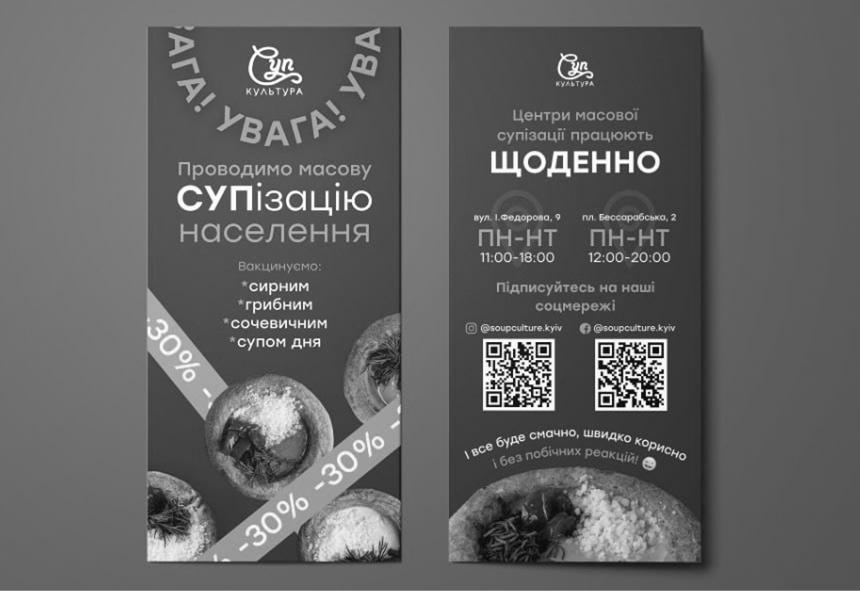 УВАГА! УВАГА! УВА
Суп
КУЛЬТУРА
Проводимо масову
СУПізацію
населення
Вакцинуємо:
*сирним
*грибним
*сочевичним
*супом дня
-30% -
-30% -30% -
Суп
КУЛЬТУРА
Центри масової
супізації працюють
ЩОДЕННО
вул. І.Федорова, 9
ПН-НТ
11:00-18:00
пл. Бессарабська, 2
ПН-НТ
12:00-20:00
Підписуйтесь на наші
соцмережі
@soupculture.kyiv
@soupculture.kyiv
І все буде смачно, швидко корисно
і без побічних реакцій!